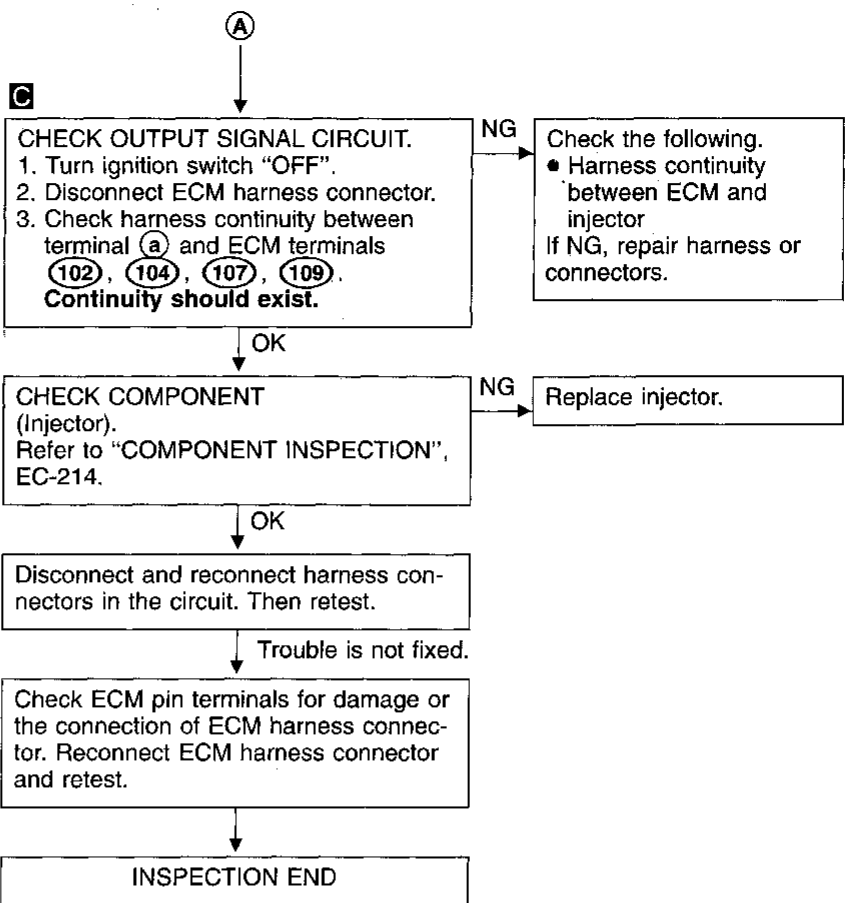 A
C
CHECK OUTPUT SIGNAL CIRCUIT.
1. Turn ignition switch “OFF”.
2. Disconnect ECM harness connector.
3. Check harness continuity between
terminal a and ECM terminals
102, 104, 107, 109.
Continuity should exist.
NG
Check the following.
● Harness continuity
between ECM and
injector
If NG, repair harness or
connectors.
OK
CHECK COMPONENT
(Injector).
Refer to “COMPONENT INSPECTION”,
EC-214.
NG
Replace injector.
OK
Disconnect and reconnect harness con-
nectors in the circuit. Then retest.
Trouble is not fixed.
Check ECM pin terminals for damage or
the connection of ECM harness connec-
tor. Reconnect ECM harness connector
and retest.
INSPECTION END